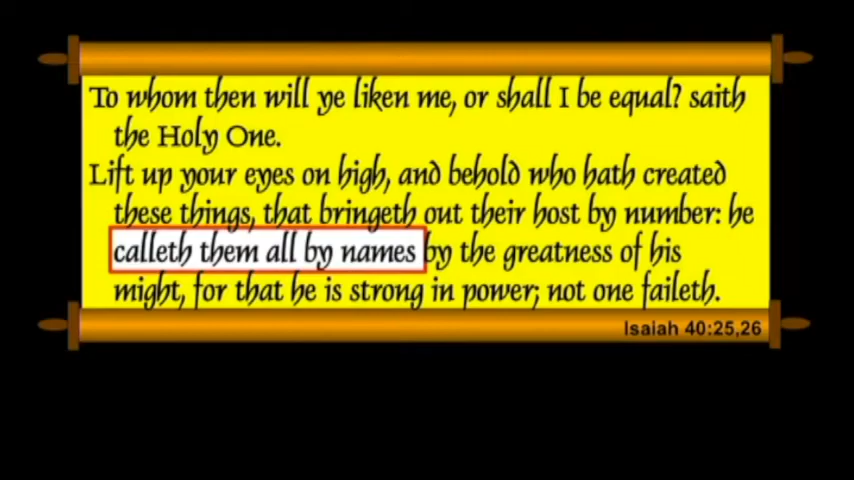 To whom then will ye liken me, or shall I be equal? saith
the Holy One.
Lift up your eyes on high, and behold who hath created
these things, that bringeth out their host by number: he
calleth them all by names by the greatness of his
might, for that he is strong in power; not one faileth.
Isaiah 40:25,26